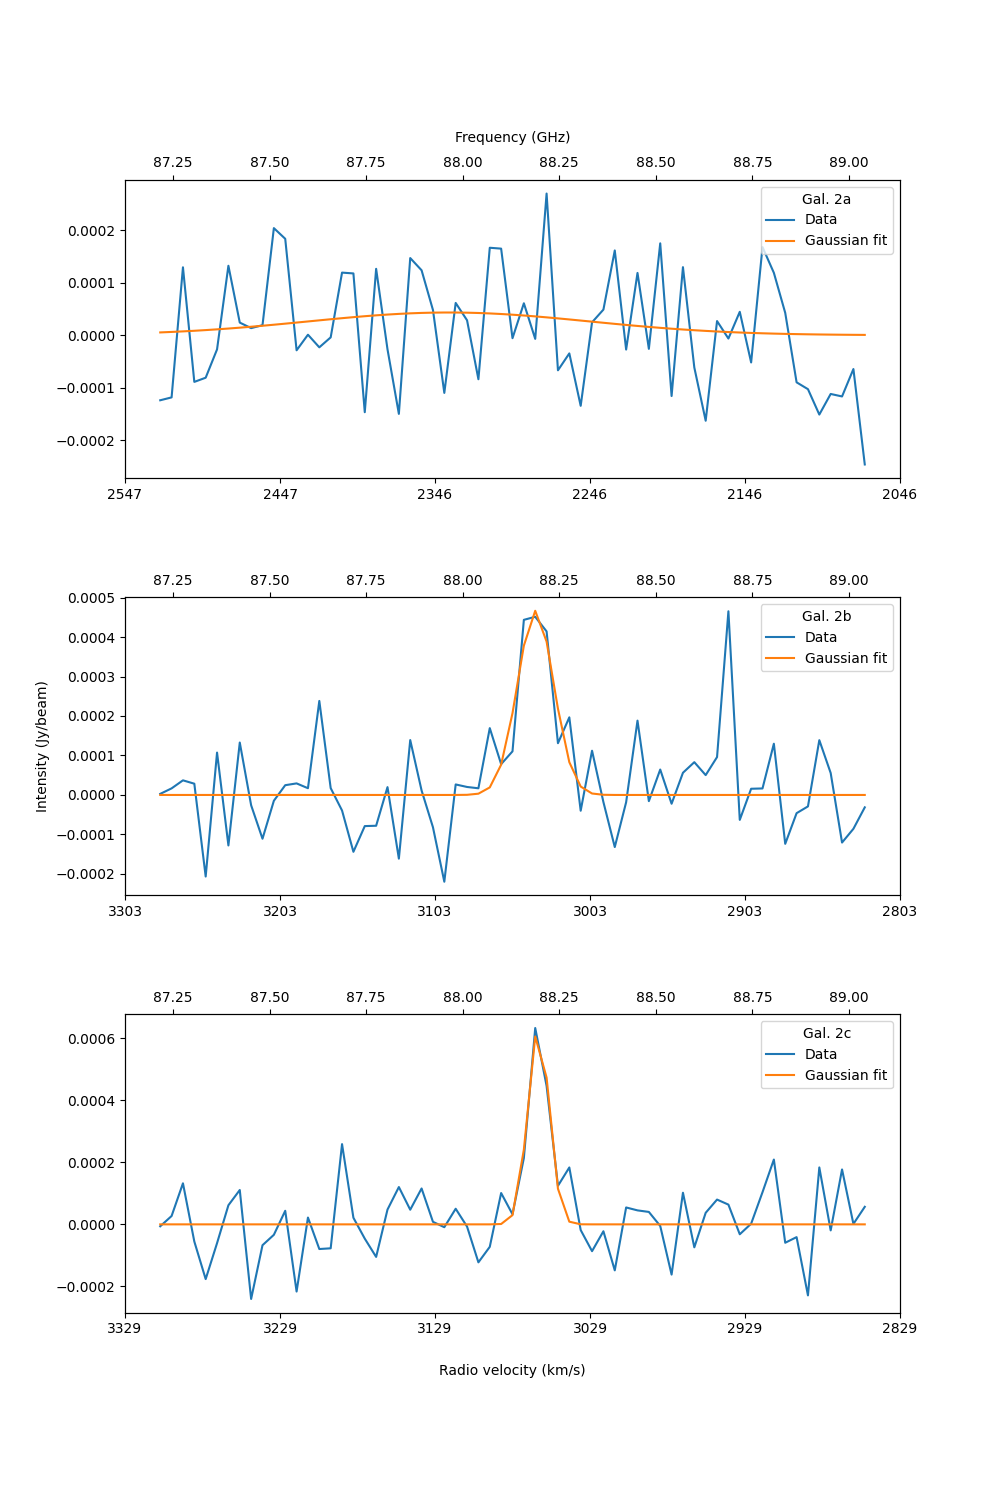 Frequency (GHz)
87.25 87.50 87.75 88.00 88.25 88.50 88.75 89.00
Gal. 2a
Data
Gaussian fit
0.0002
0.0001
0.0000
−0.0001
−0.0002
2547 2447 2346 2246 2146 2046
87.25 87.50 87.75 88.00 88.25 88.50 88.75 89.00
Gal. 2b
Data
Gaussian fit
0.0005
0.0004
0.0003
0.0002
0.0001
0.0000
−0.0001
−0.0002
Intensity (Jy/beam)
3303 3203 3103 3003 2903 2803
87.25 87.50 87.75 88.00 88.25 88.50 88.75 89.00
Gal. 2c
Data
Gaussian fit
0.0006
0.0004
0.0002
0.0000
−0.0002
3329 3229 3129 3029 2929 2829
Radio velocity (km/s)